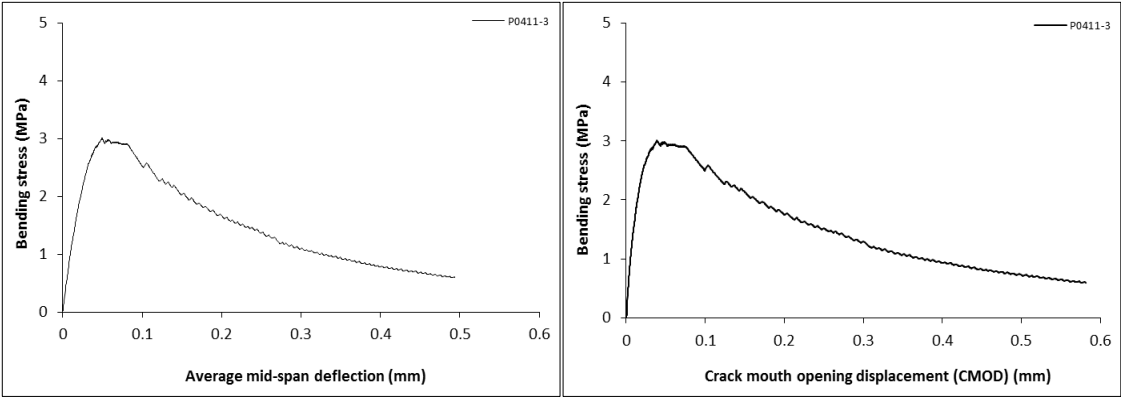 P0411-3
5
4
3
2
1
0
Bending stress (MPa)
0 0.1 0.2 0.3 0.4 0.5 0.6
Average mid-span deflection (mm)
P0411-3
5
4
3
2
1
0
Bending stress (MPa)
0 0.1 0.2 0.3 0.4 0.5 0.6
Crack mouth opening displacement (CMOD) (mm)